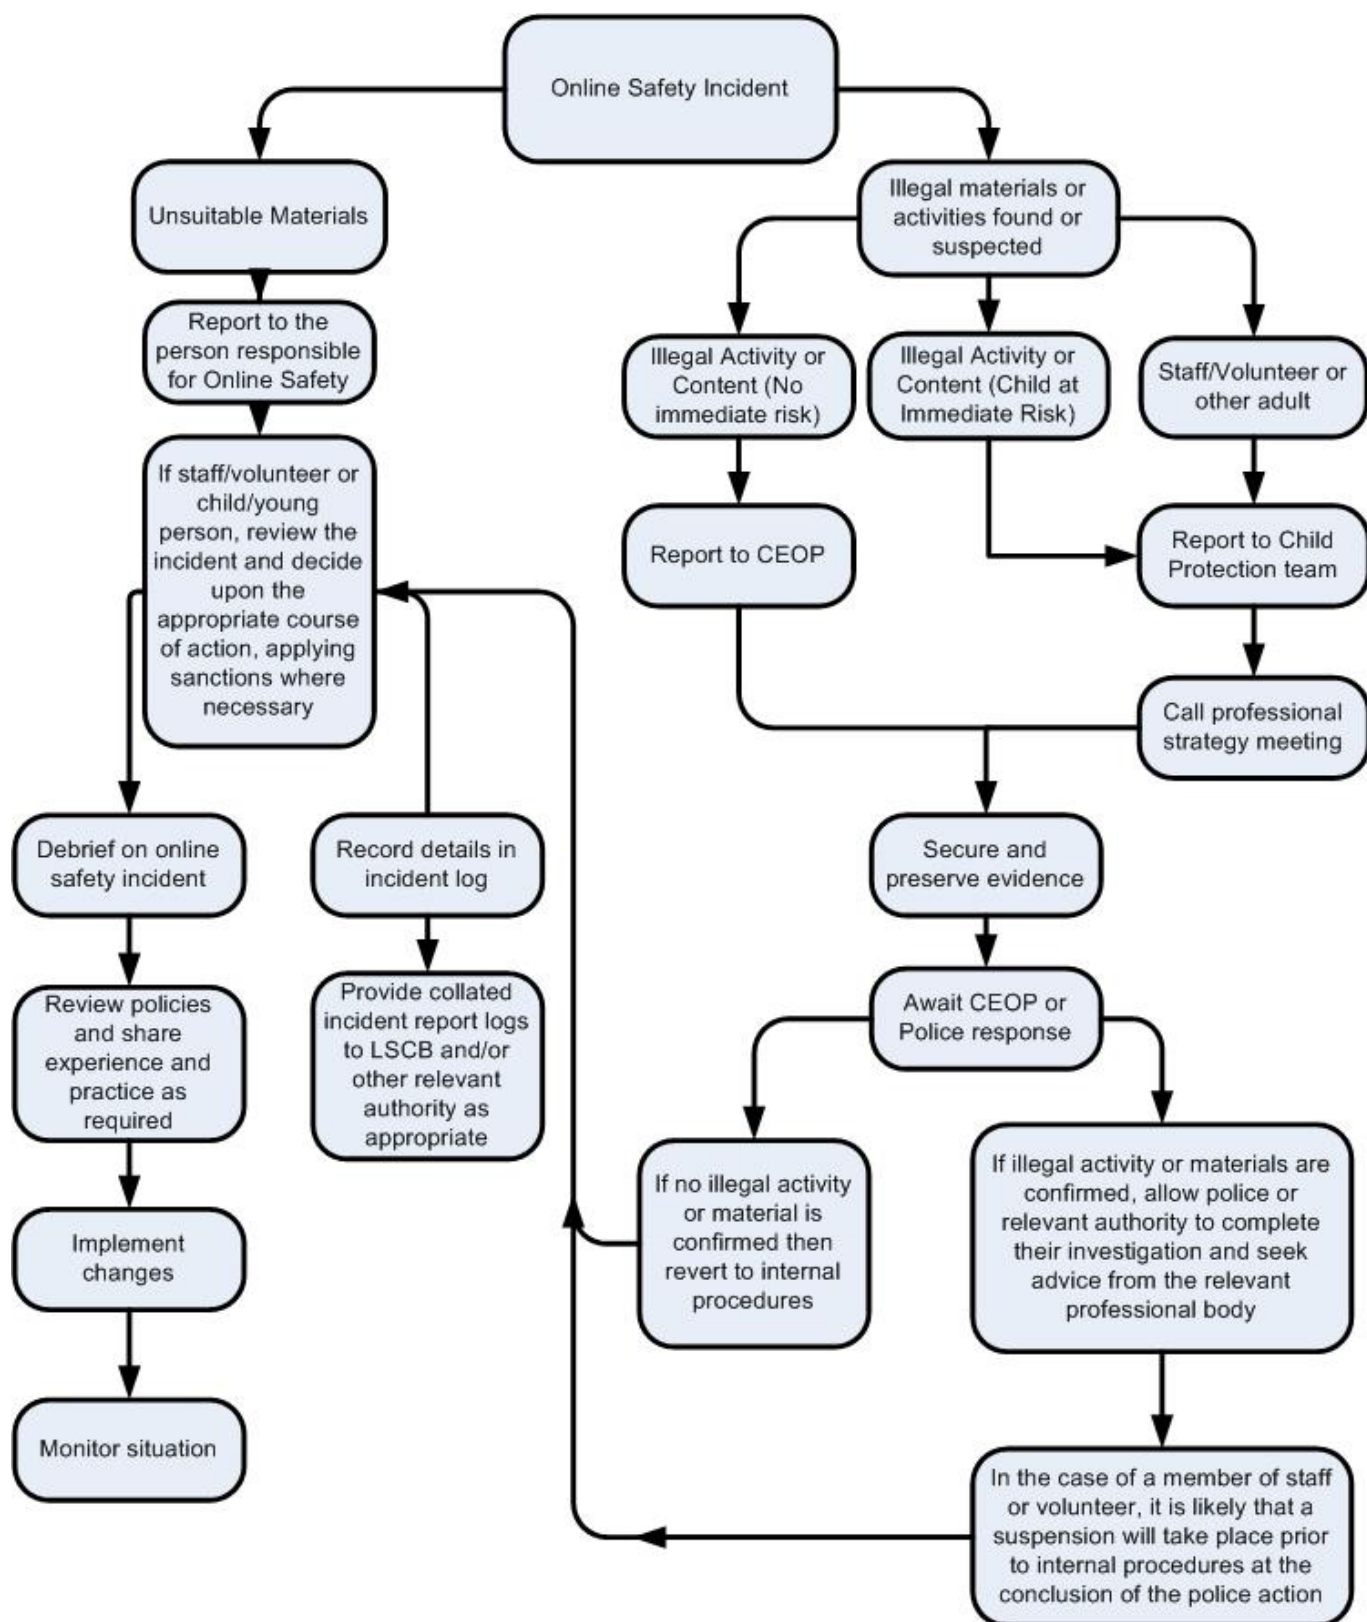 Online Safety Incident
Unsuitable Materials
Illegal materials or
activities found or
suspected
Report to the
person responsible
for Online Safety
Illegal Activity or
Content (No
immediate risk)
Illegal Activity or
Content (Child at
Immediate Risk)
Staff/Volunteer or
other adult
If staff/volunteer or
child/young
person, review the
incident and decide
upon the
appropriate course
of action, applying
sanctions where
necessary
Report to CEOP
Report to Child
Protection team
Call professional
strategy meeting
Debrief on online
safety incident
Record details in
incident log
Secure and
preserve evidence
Review policies
and share
experience and
practice as
required
Provide collated
incident report logs
to LSCB and/or
other relevant
authority as
appropriate
Await CEOP or
Police response
If no illegal activity
or material is
confirmed then
revert to internal
procedures
If illegal activity or materials are
confirmed, allow police or
relevant authority to complete
their investigation and seek
advice from the relevant
professional body
Implement
changes
Monitor situation
In the case of a member of staff
or volunteer, it is likely that a
suspension will take place prior
to internal procedures at the
conclusion of the police action